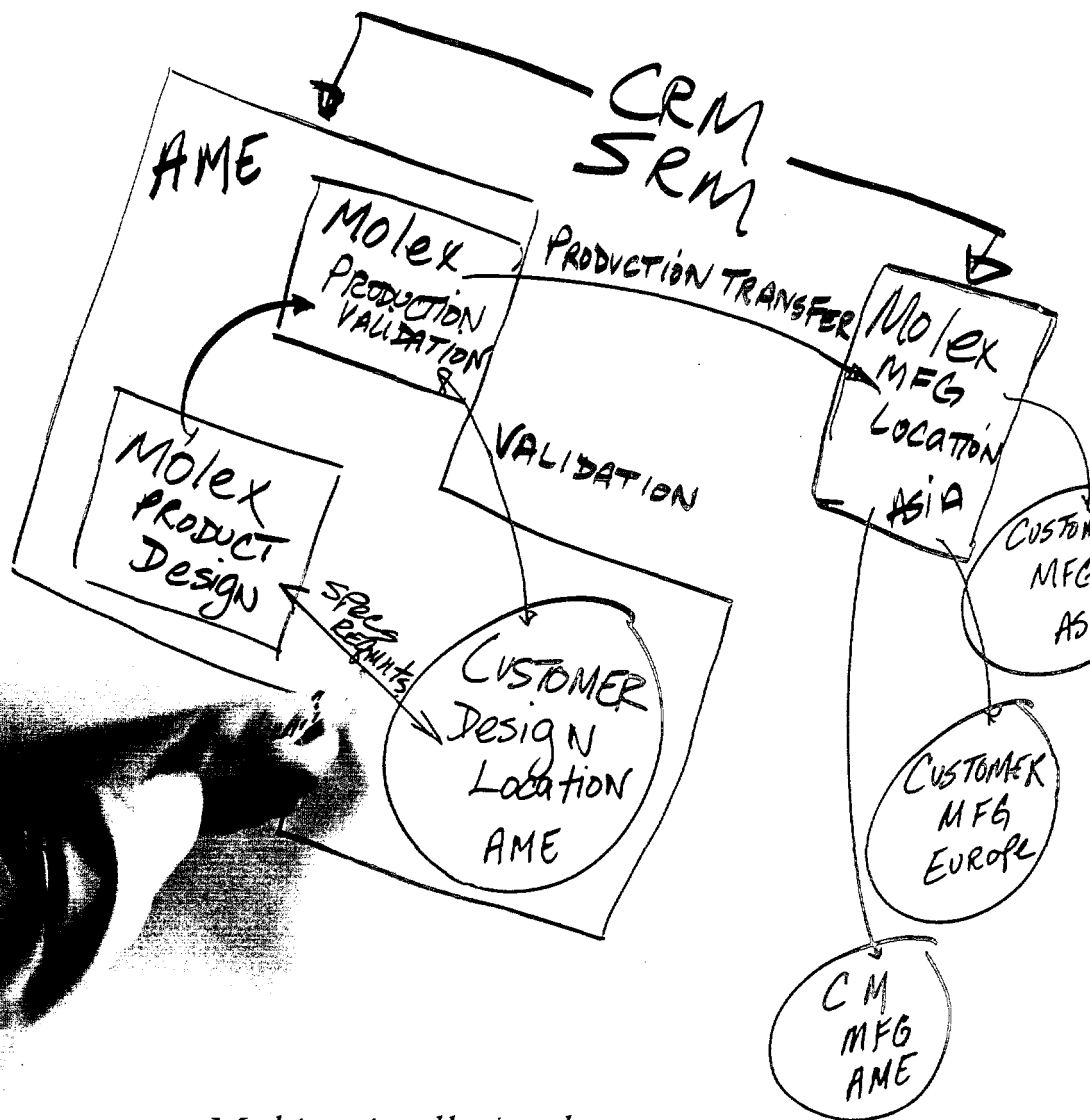 CRM
SRM
AME
Molex
PRODUCTION
VALIDATION
PRODUCTION TRANSFER
Molex
MFG
LOCATION
ASIA
VALIDATION
Molex
PRODUCT
Design
SPECS
REQMNTS
CUSTOMER
Design
Location
AME
MFG
CUSTOMER
MFG
EUROPE
CM
MFG
AME